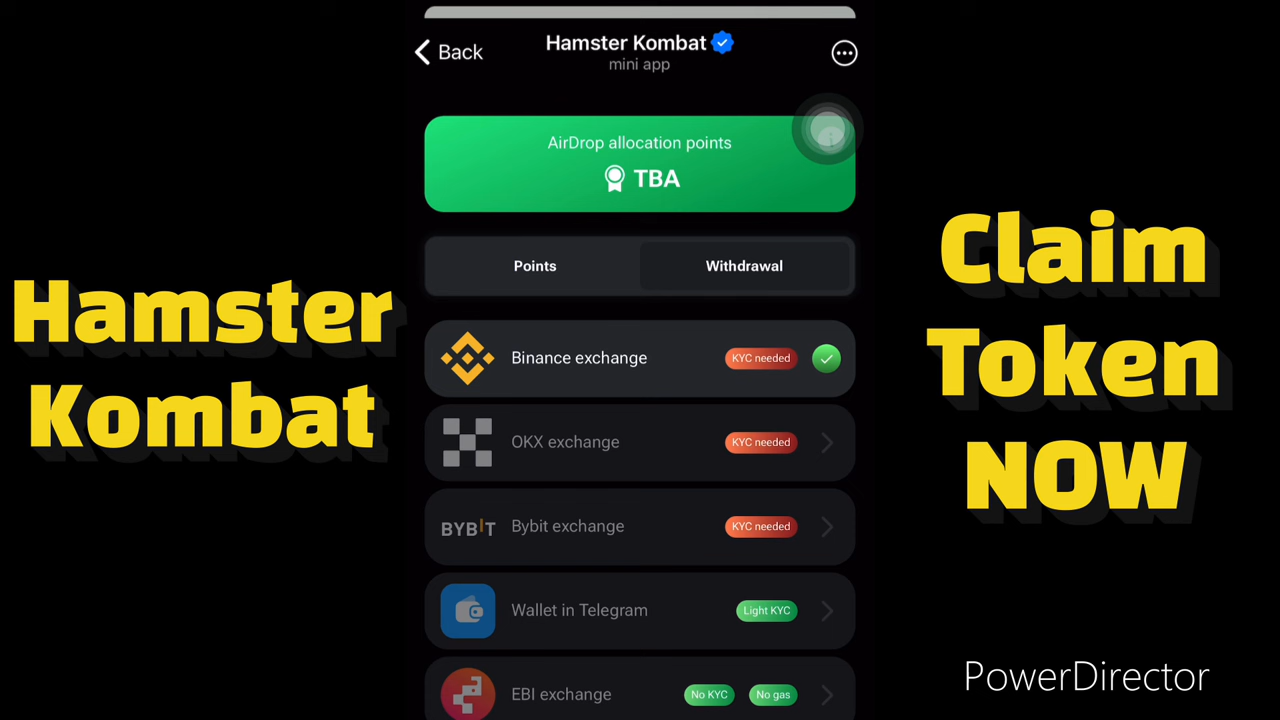 Back
Hamster Kombat
mini app
AirDrop allocation points
TBA
Points
Withdrawal
Binance exchange
KYC needed
OKX exchange
KYC needed
BYBIT
Bybit exchange
KYC needed
Wallet in Telegram
Light KYC
EBI exchange
No KYC
No gas
Hamster
Kombat
Claim
Token
NOW
PowerDirector